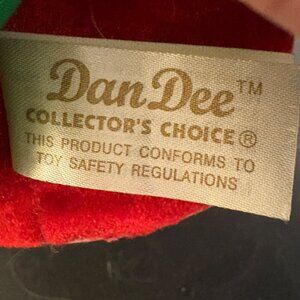 Dan Dee™
COLLECTOR'S CHOICE®
THIS PRODUCT CONFORMS TO
TOY SAFETY REGULATIONS